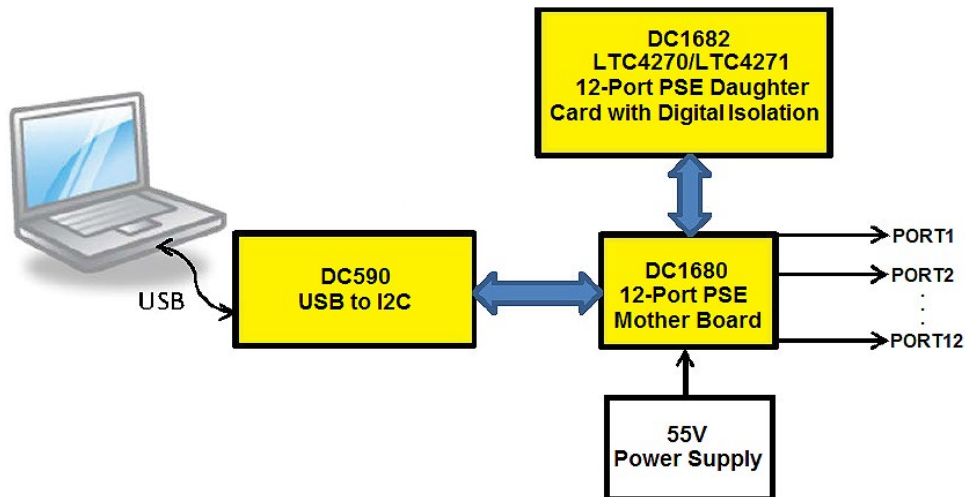 DC1682
LTC4270/LTC4271
12-Port PSE Daughter
Card with Digital Isolation
USB
DC590
USB to I2C
DC1680
12-Port PSE
Mother Board
PORT1
PORT2
PORT12
55V
Power Supply